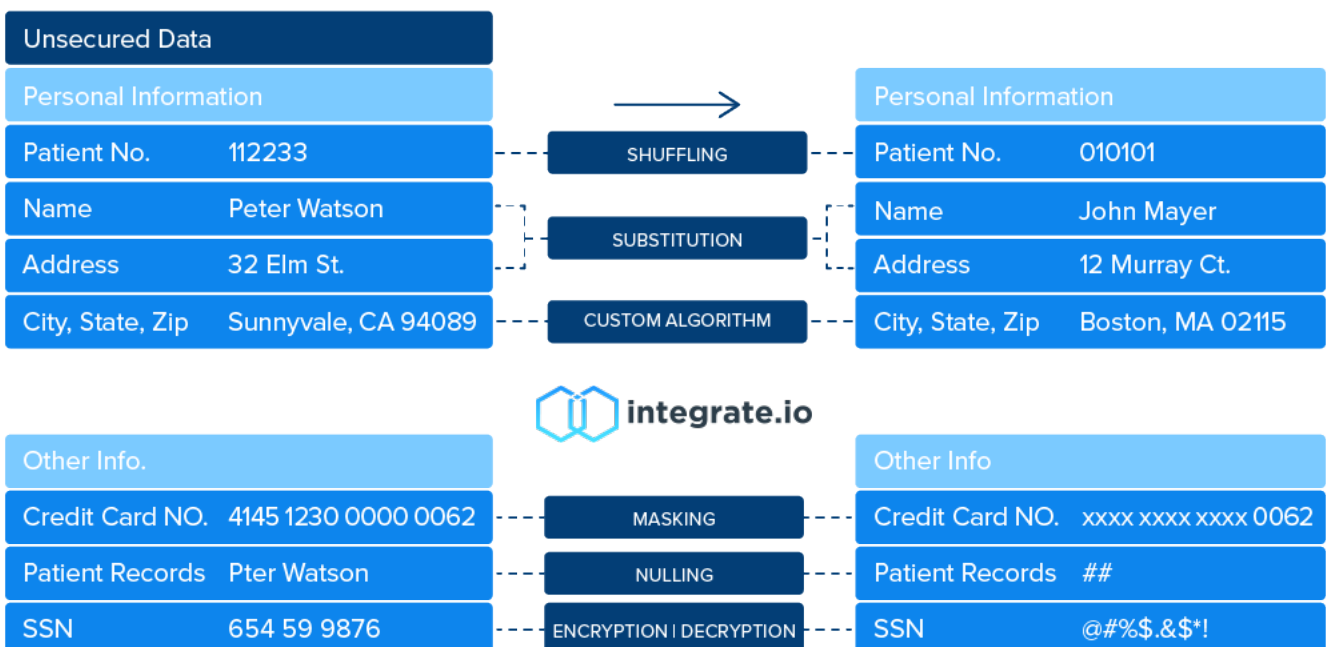 Unsecured Data
Personal Information
Personal Information
Patient No. 112233 SHUFFLING Patient No. 010101
Name Peter Watson Name John Mayer
SUBSTITUTION
Address 32 Elm St. Address 12 Murray Ct.
City, State, Zip Sunnyvale, CA 94089 CUSTOM ALGORITHM City, State, Zip Boston, MA 02115
integrate.io
Other Info. Other Info
Credit Card NO. 4145 1230 0000 0062 MASKING Credit Card NO. xxxx xxxx xxxx 0062
Patient Records Pter Watson NULLING Patient Records ##
SSN 654 59 9876 ENCRYPTION | DECRYPTION SSN @#%$.&$*!